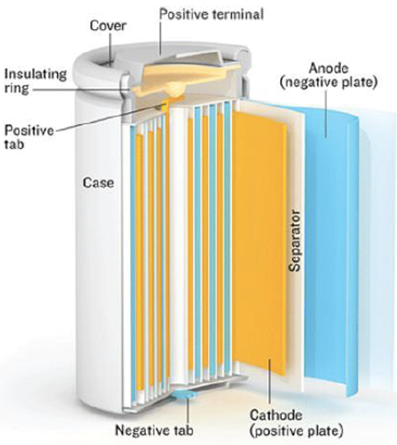 Positive terminal
Cover
Insulating
ring
Anode
(negative plate)
Positive
tab
Case
Separator
Negative tab
Cathode
(positive plate)